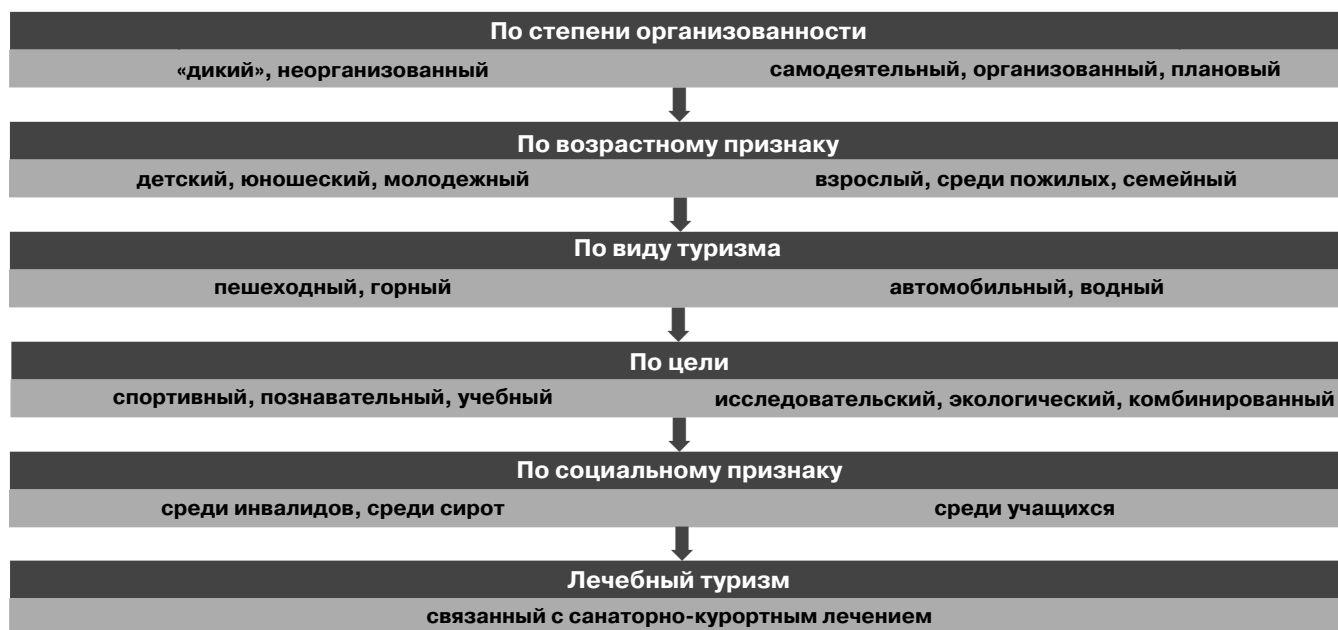 По степени организованности
«дикий», неорганизованный
самодеятельный, организованный, плановый
По возрастному признаку
детский, юношеский, молодежный
взрослый, среди пожилых, семейный
По виду туризма
пешеходный, горный
автомобильный, водный
По цели
спортивный, познавательный, учебный
исследовательский, экологический, комбинированный
По социальному признаку
среди инвалидов, среди сирот
среди учащихся
Лечебный туризм
связанный с санаторно-курортным лечением